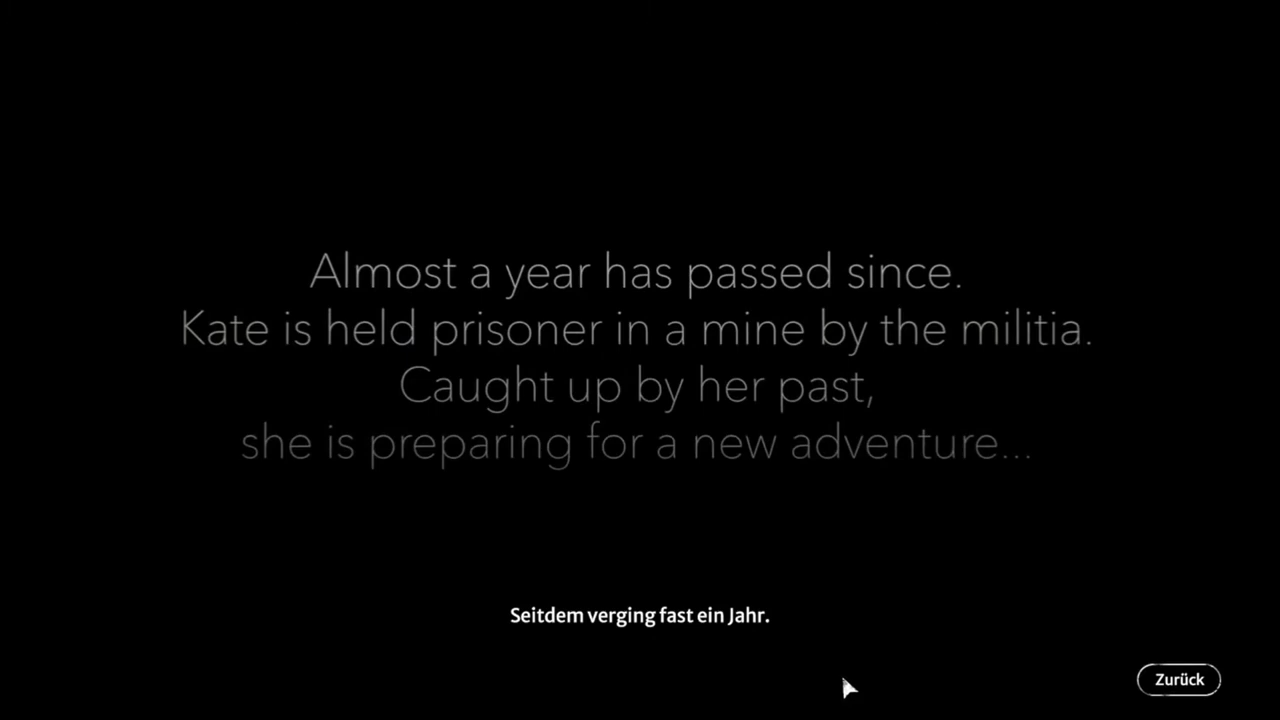 Almost a year has passed since.
Kate is held prisoner in a mine by the militia.
Caught up by her past,
she is preparing for a new adventure...
Seitdem verging fast ein Jahr.
Zurück